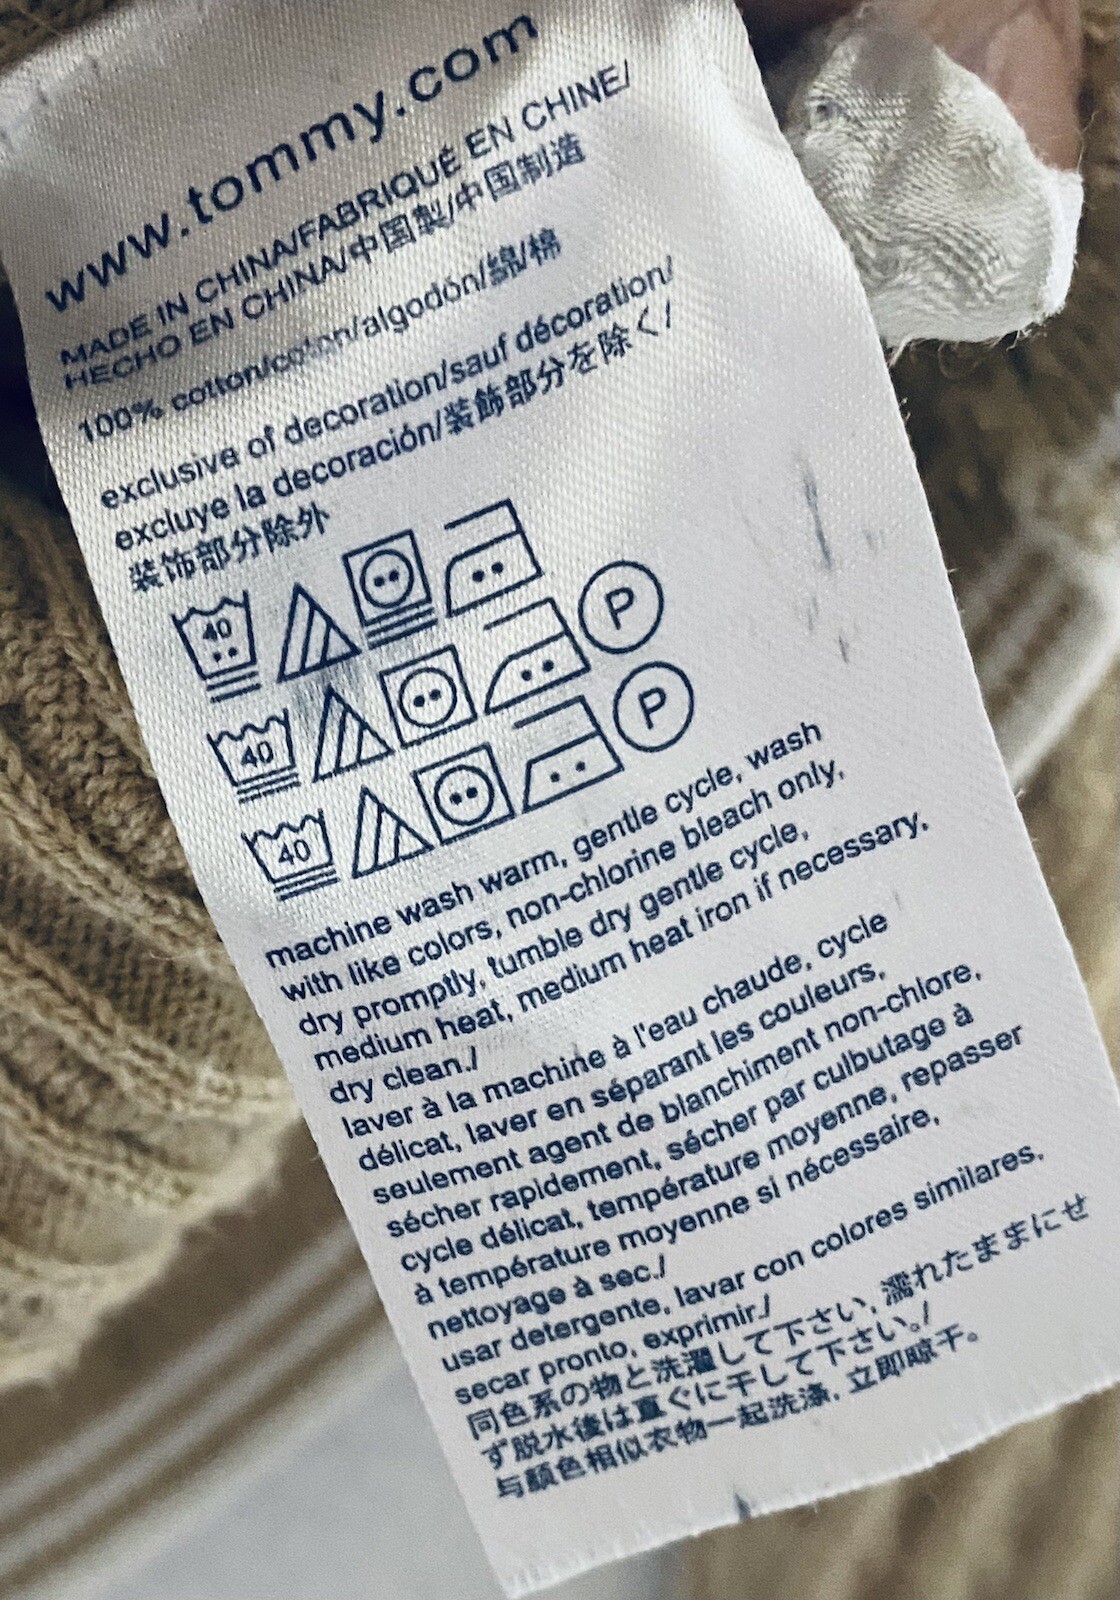 www.tommy.com
MADE IN CHINA/FABRIQUÉ EN CHINE/
HECHO EN CHINA/中国製/中国制造
100% cotton/coton/algodón/綿/棉
exclusive of decoration/sauf décoration/
excluye la decoración/装飾部分を除く/
装饰部分除外
40
40 P
40 P
machine wash warm, gentle cycle, wash
with like colors, non-chlorine bleach only,
dry promptly, tumble dry gentle cycle,
medium heat, medium heat iron if necessary,
dry clean./
laver à la machine à l'eau chaude, cycle
délicat, laver en séparant les couleurs,
seulement agent de blanchiment non-chlore,
sécher rapidement, sécher par culbutage à
cycle délicat, température moyenne, repasser
à température moyenne si nécessaire,
nettoyage à sec./
usar detergente, lavar con colores similares,
secar pronto, exprimir./
同色系の物と洗濯して下さい, 濡れたままにせ
ず脱水後は直ぐに干して下さい。/
与颜色相似衣物一起洗涤, 立即晾干。